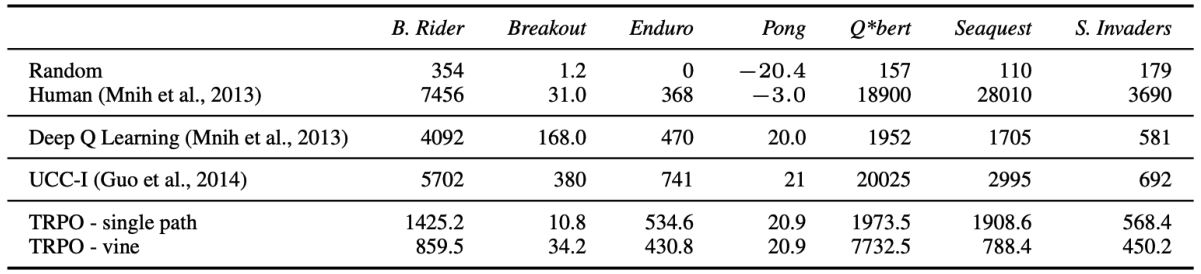 B. Rider Breakout Enduro Pong Q*bert Seaquest S. Invaders
Random 354 1.2 0 −20.4 157 110 179
Human (Mnih et al., 2013) 7456 31.0 368 −3.0 18900 28010 3690
Deep Q Learning (Mnih et al., 2013) 4092 168.0 470 20.0 1952 1705 581
UCC-I (Guo et al., 2014) 5702 380 741 21 20025 2995 692
TRPO - single path 1425.2 10.8 534.6 20.9 1973.5 1908.6 568.4
TRPO - vine 859.5 34.2 430.8 20.9 7732.5 788.4 450.2